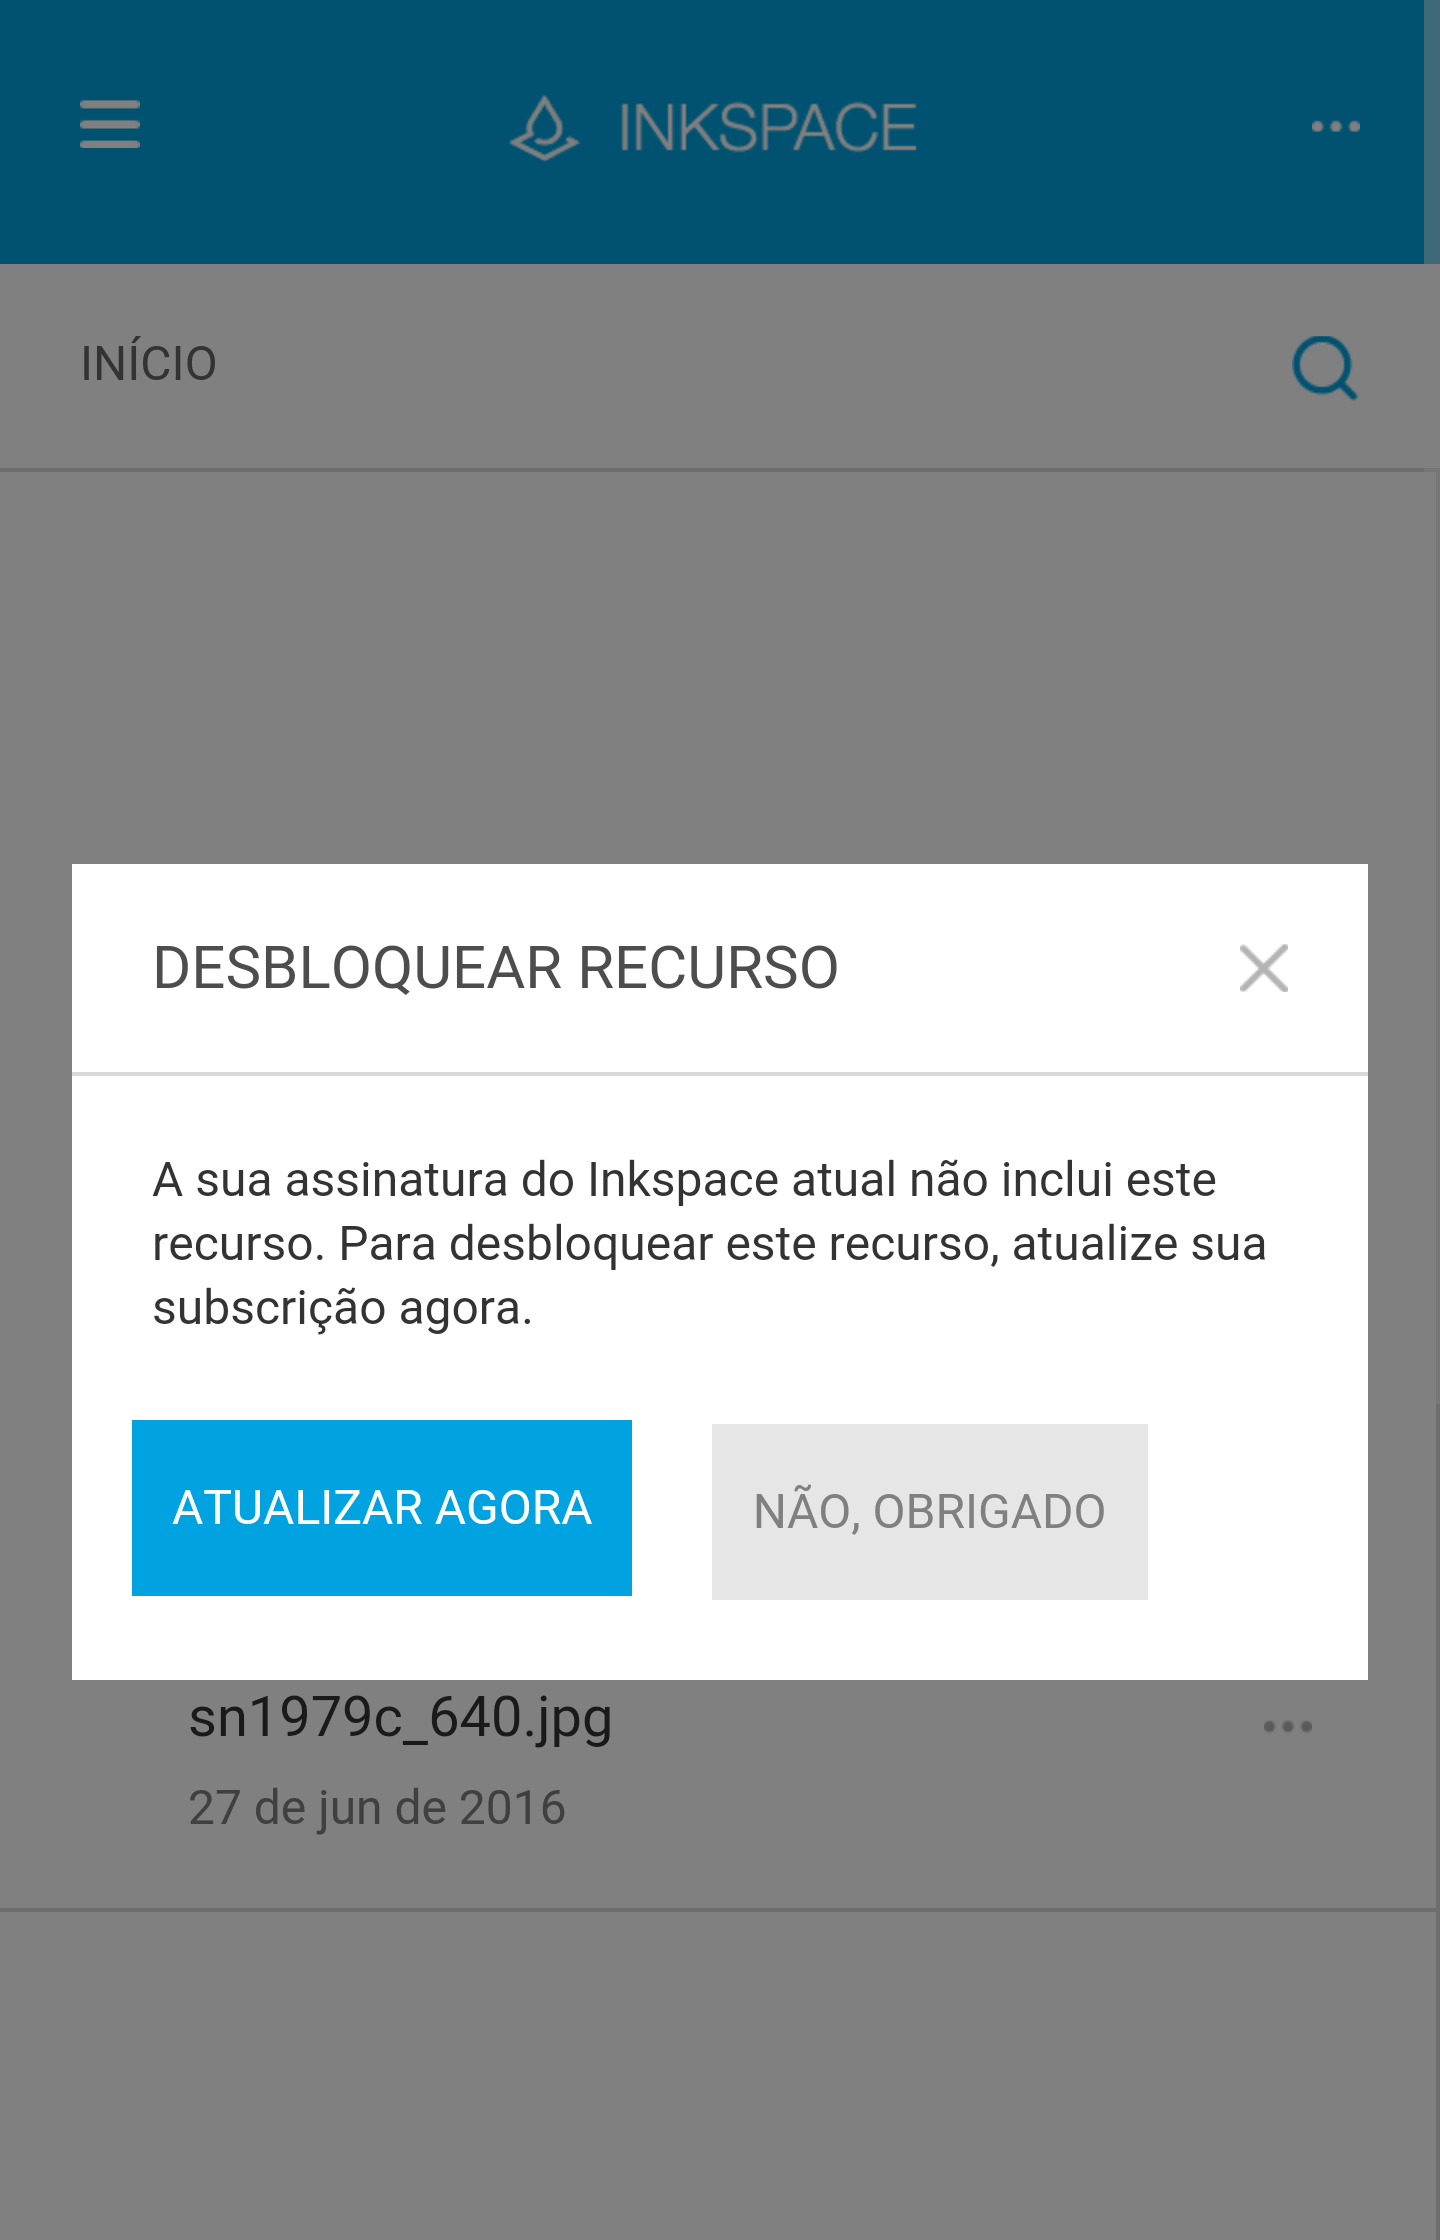 INKSPACE
INÍCIO
DESBLOQUEAR RECURSO
A sua assinatura do Inkspace atual não inclui este
recurso. Para desbloquear este recurso, atualize sua
subscrição agora.
ATUALIZAR AGORA
NÃO, OBRIGADO
sn1979c_640.jpg
27 de jun de 2016